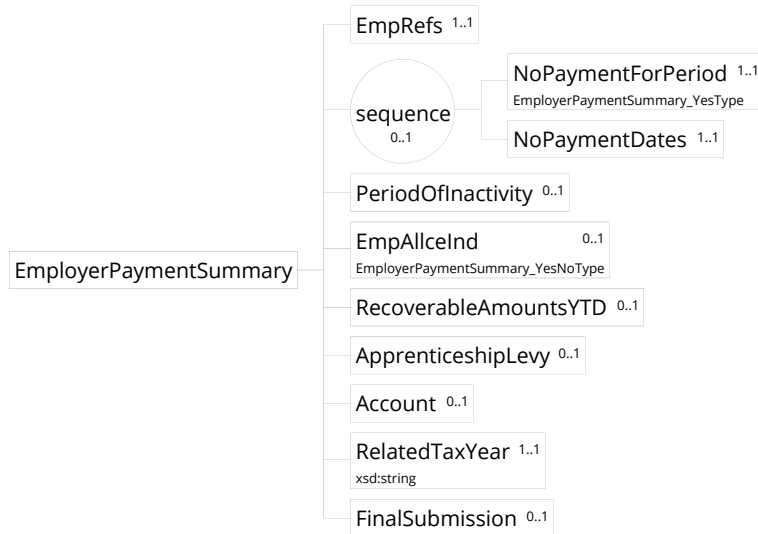 EmpRefs 1..1
NoPaymentForPeriod 1..1
EmployerPaymentSummary_YesType
sequence
0..1
NoPaymentDates 1..1
PeriodOfInactivity 0..1
EmpAllceInd 0..1
EmployerPaymentSummary_YesNoType
EmployerPaymentSummary
RecoverableAmountsYTD 0..1
ApprenticeshipLevy 0..1
Account 0..1
RelatedTaxYear 1..1
xsd:string
FinalSubmission 0..1